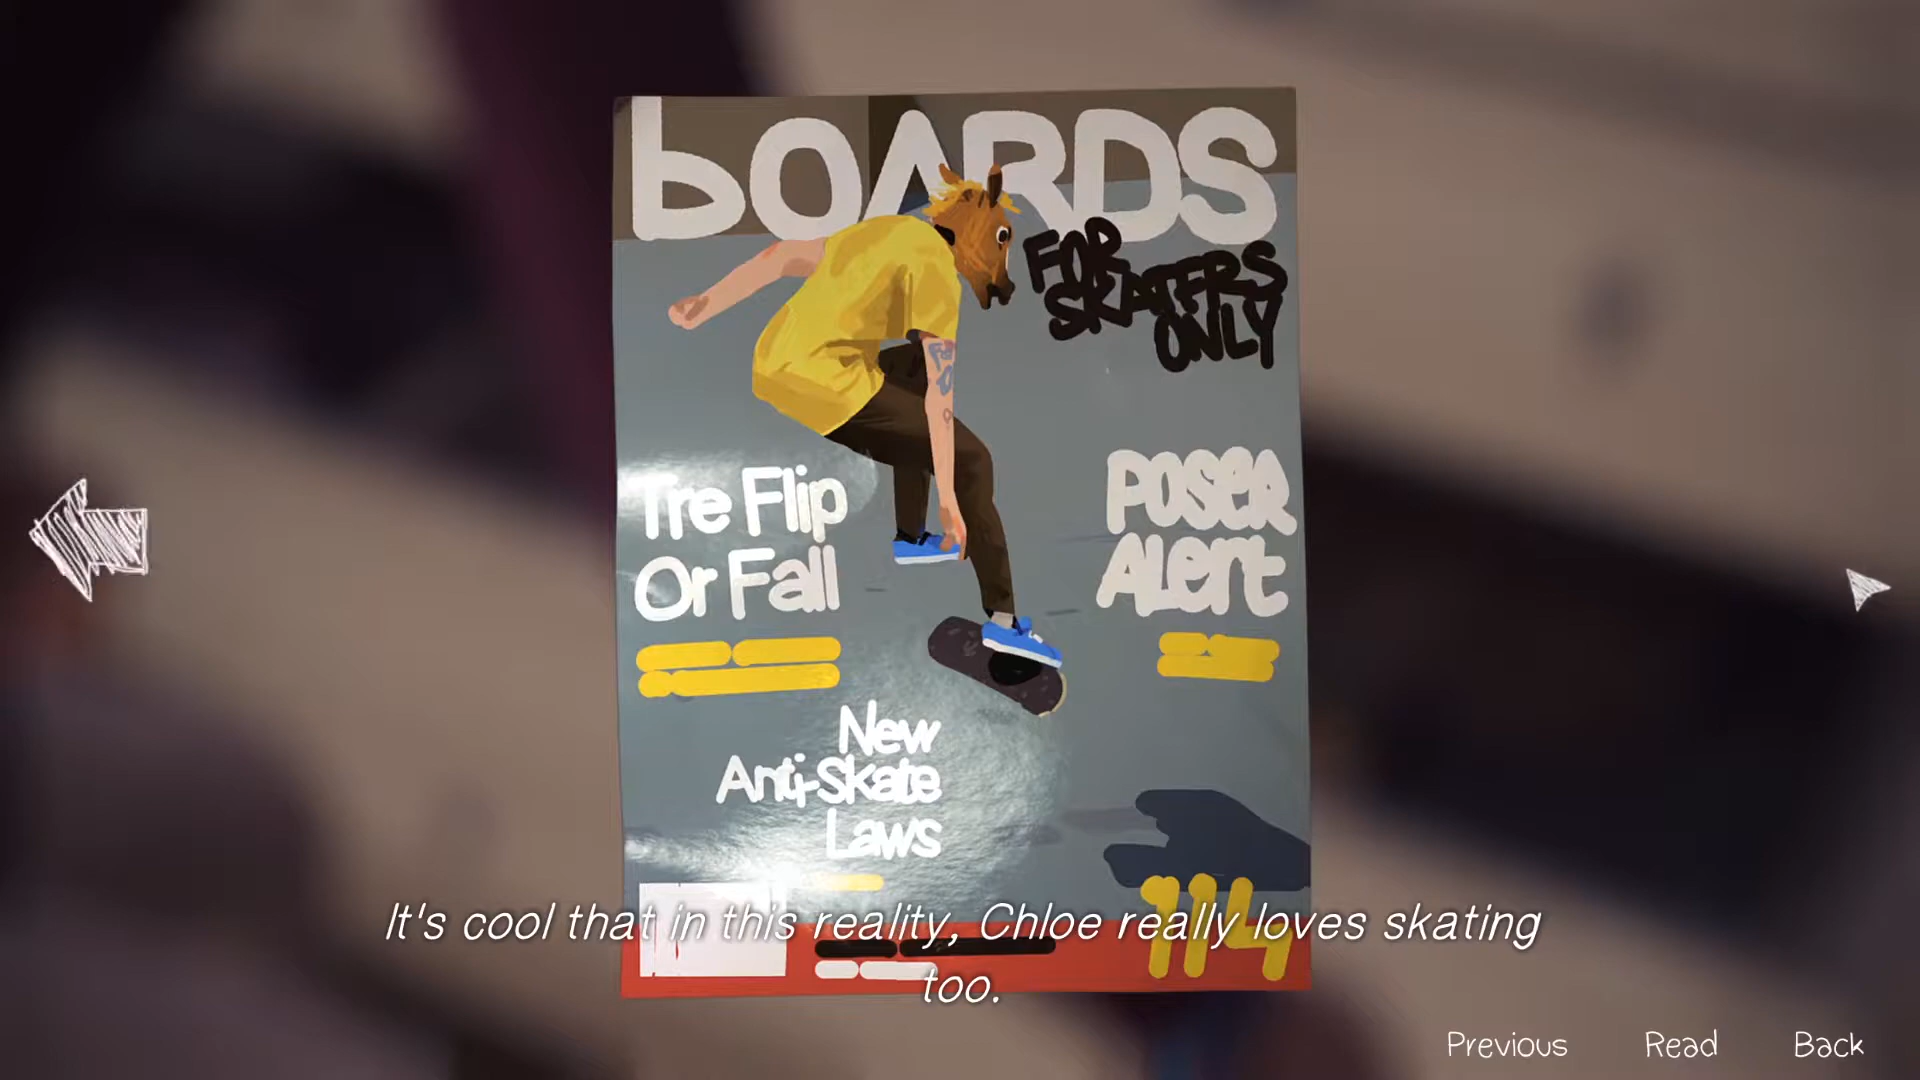 bOARDS
FOR
SKATERS
ONLY
Tre Flip
Or Fall
POSER
ALert
New
Anti-Skate
Laws
114
It's cool that in this reality, Chloe really loves skating
too.
Previous Read Back